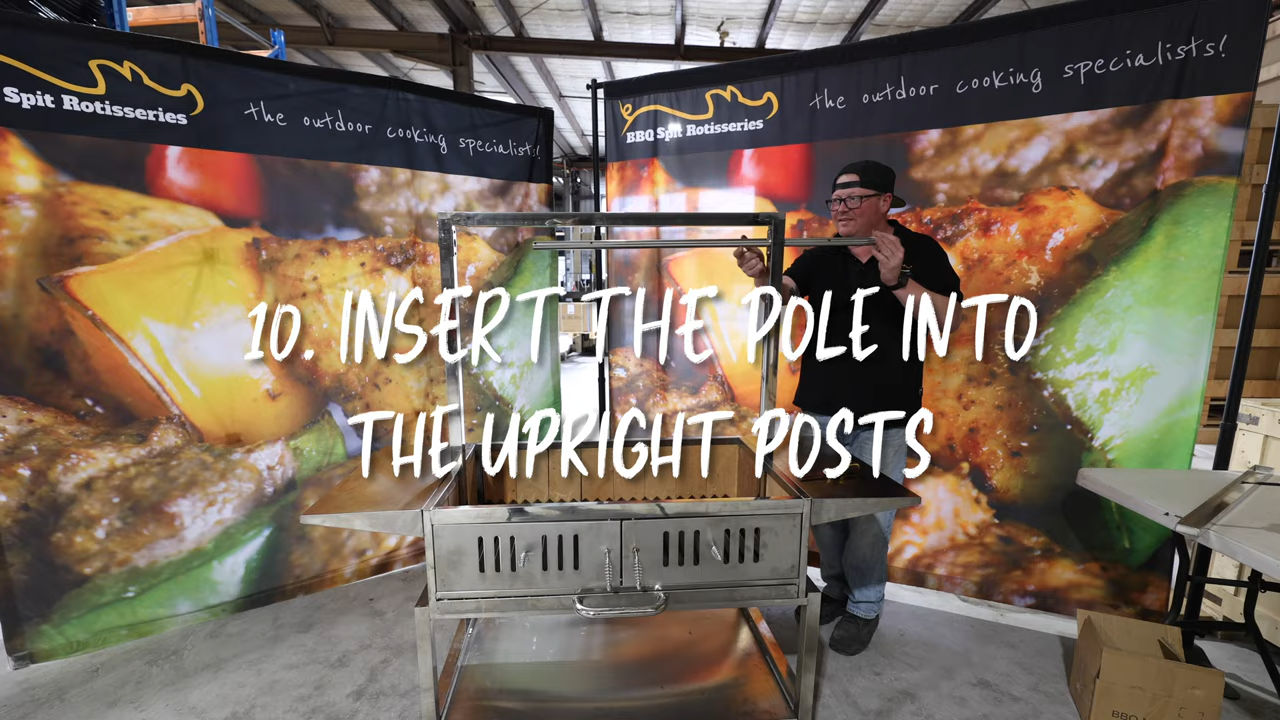 Spit Rotisseries
the outdoor cooking specialists!
BBQ Spit Rotisseries
the outdoor cooking specialists!
10. INSERT THE POLE INTO
THE UPRIGHT POSTS
BBQ